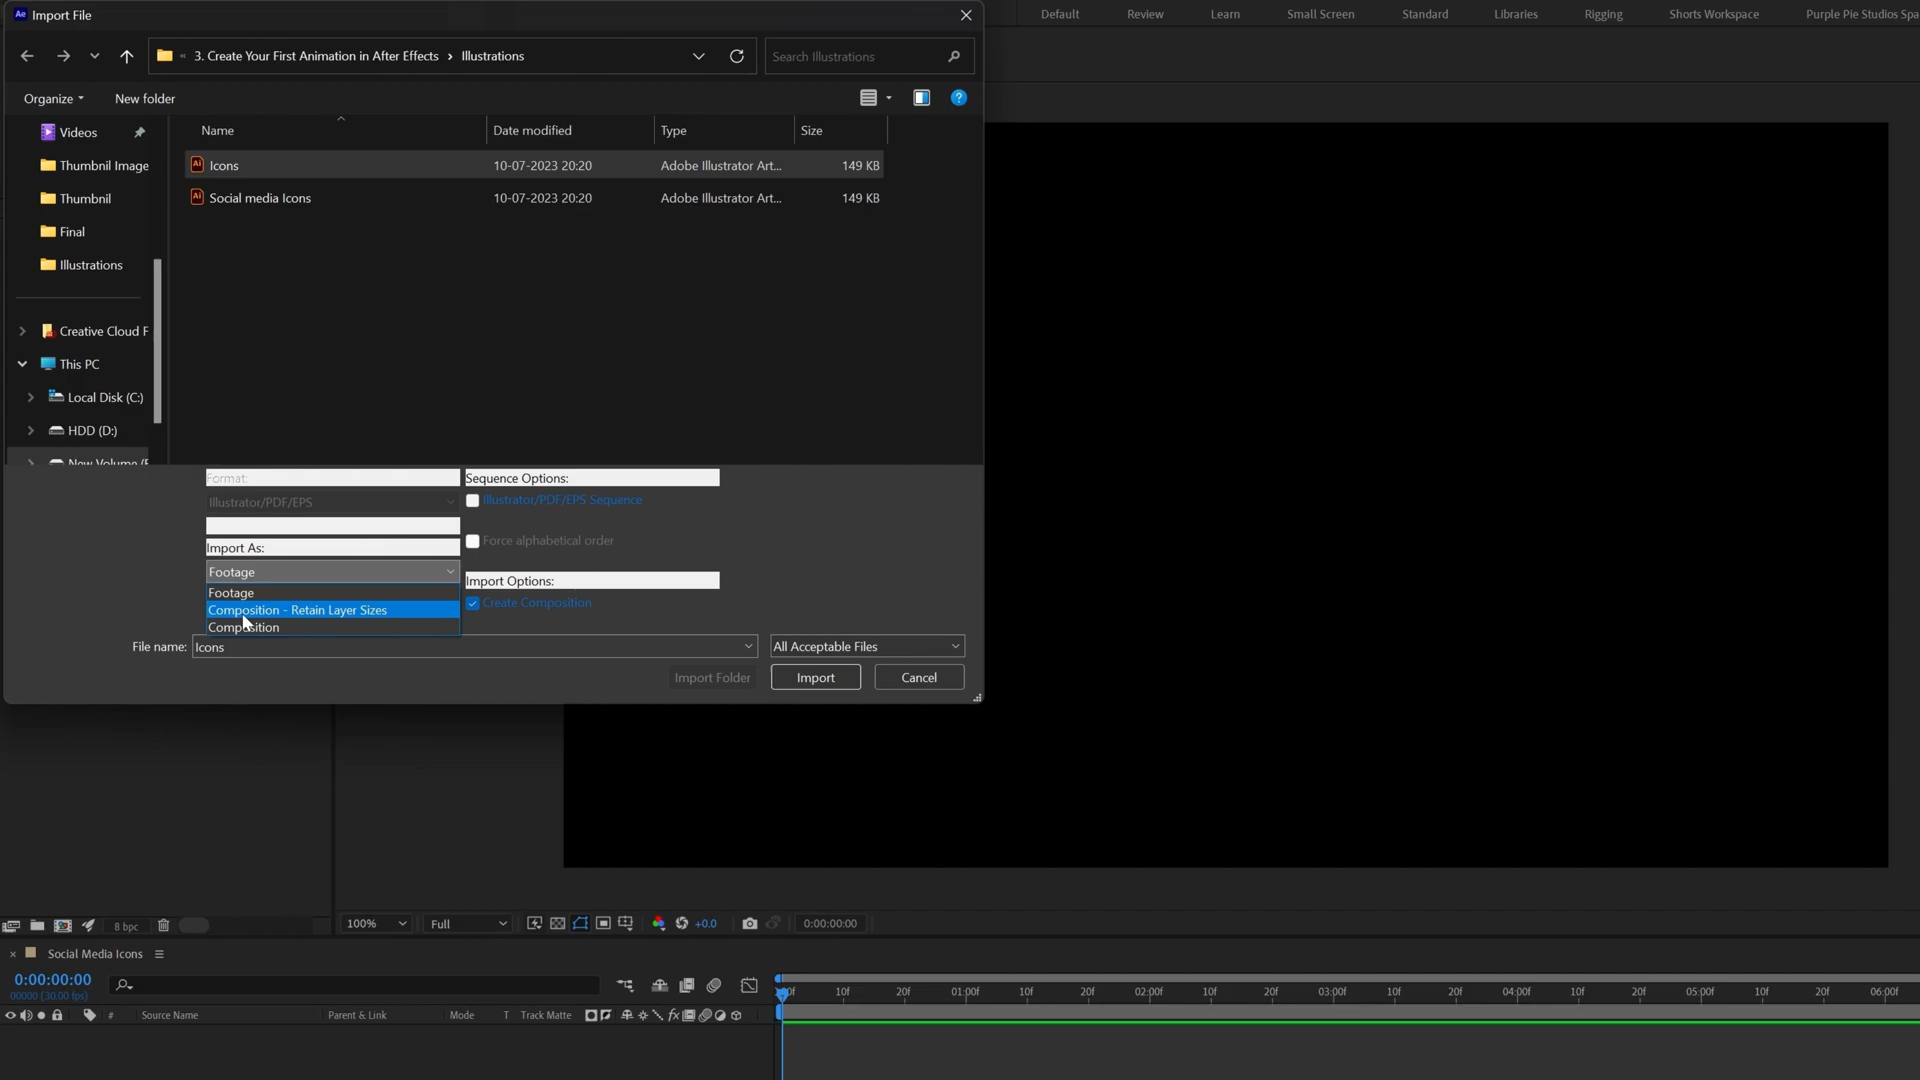 Ae Import File
Default Review Learn Small Screen Standard Libraries Rigging Shorts Workspace Purple Pie Studios Spa
« 3. Create Your First Animation in After Effects › Illustrations
Search Illustrations
Organize New folder
Name Date modified Type Size
Videos
Thumbnil Image
Thumbnil
Final
Illustrations
Creative Cloud F
This PC
Local Disk (C:)
HDD (D:)
New Volume (F
Ai Icons 10-07-2023 20:20 Adobe Illustrator Art... 149 KB
Ai Social media Icons 10-07-2023 20:20 Adobe Illustrator Art... 149 KB
Format:
Illustrator/PDF/EPS
Import As:
Footage
Footage
Composition - Retain Layer Sizes
Composition
Sequence Options:
Illustrator/PDF/EPS Sequence
Force alphabetical order
Import Options:
Create Composition
File name: Icons All Acceptable Files
Import Folder Import Cancel
8 bpc
100% Full +0.0 0:00:00:00
Social Media Icons
0:00:00:00
00000 (30.00 fps)
# Source Name Parent & Link Mode T Track Matte fx
10f 20f 01:00f 10f 20f 02:00f 10f 20f 03:00f 10f 20f 04:00f 10f 20f 05:00f 10f 20f 06:00f